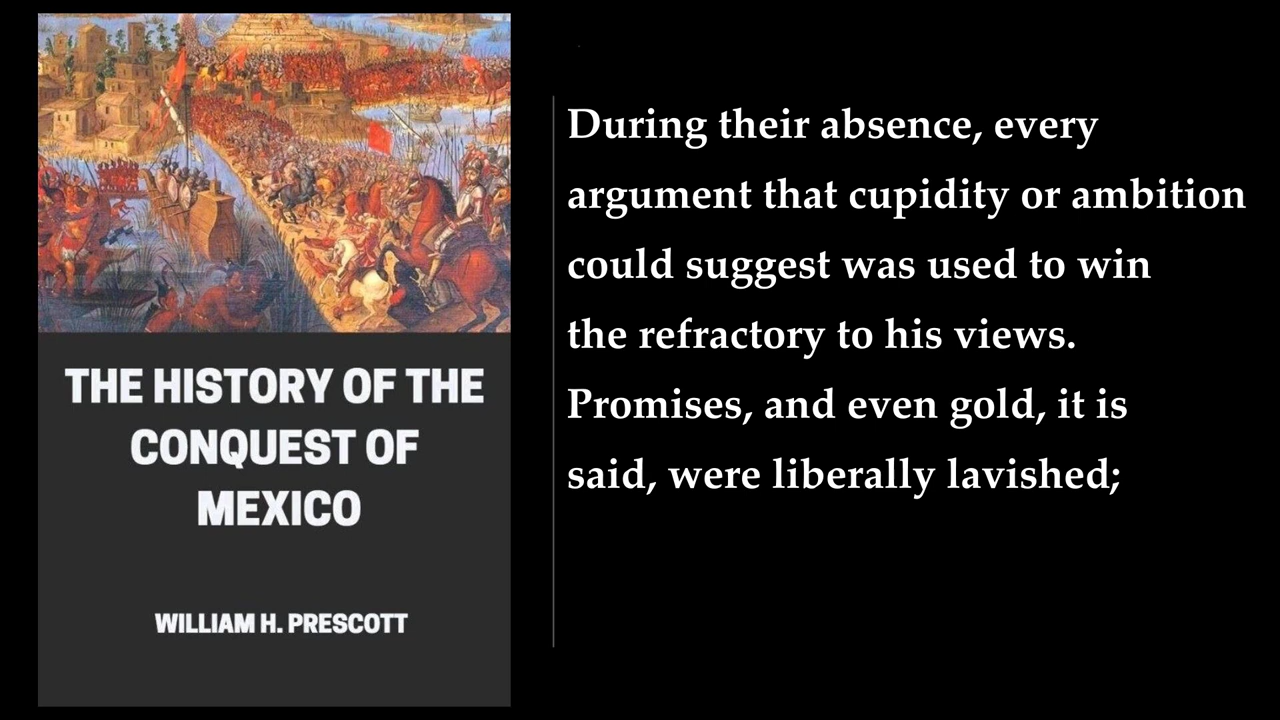 THE HISTORY OF THE
CONQUEST OF
MEXICO
WILLIAM H. PRESCOTT
During their absence, every
argument that cupidity or ambition
could suggest was used to win
the refractory to his views.
Promises, and even gold, it is
said, were liberally lavished;